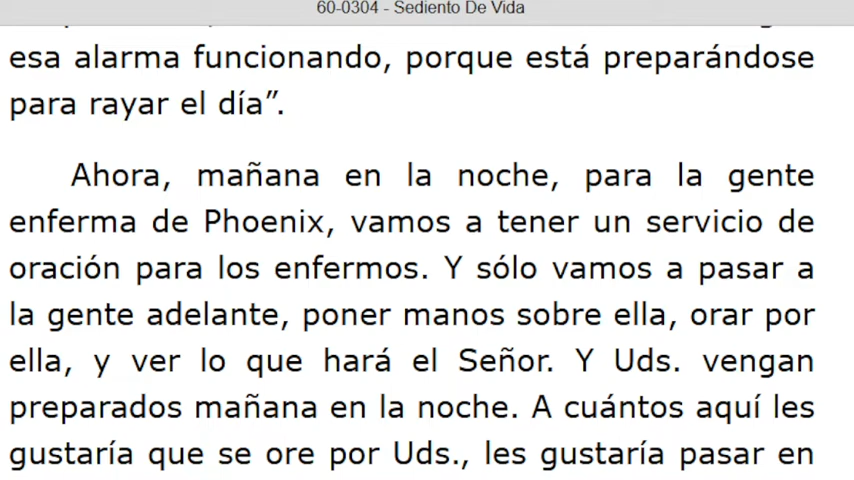 60-0304 - Sediento De Vida
esa alarma funcionando, porque está preparándose
para rayar el día”.
Ahora, mañana en la noche, para la gente
enferma de Phoenix, vamos a tener un servicio de
oración para los enfermos. Y sólo vamos a pasar a
la gente adelante, poner manos sobre ella, orar por
ella, y ver lo que hará el Señor. Y Uds. vengan
preparados mañana en la noche. A cuántos aquí les
gustaría que se ore por Uds., les gustaría pasar en